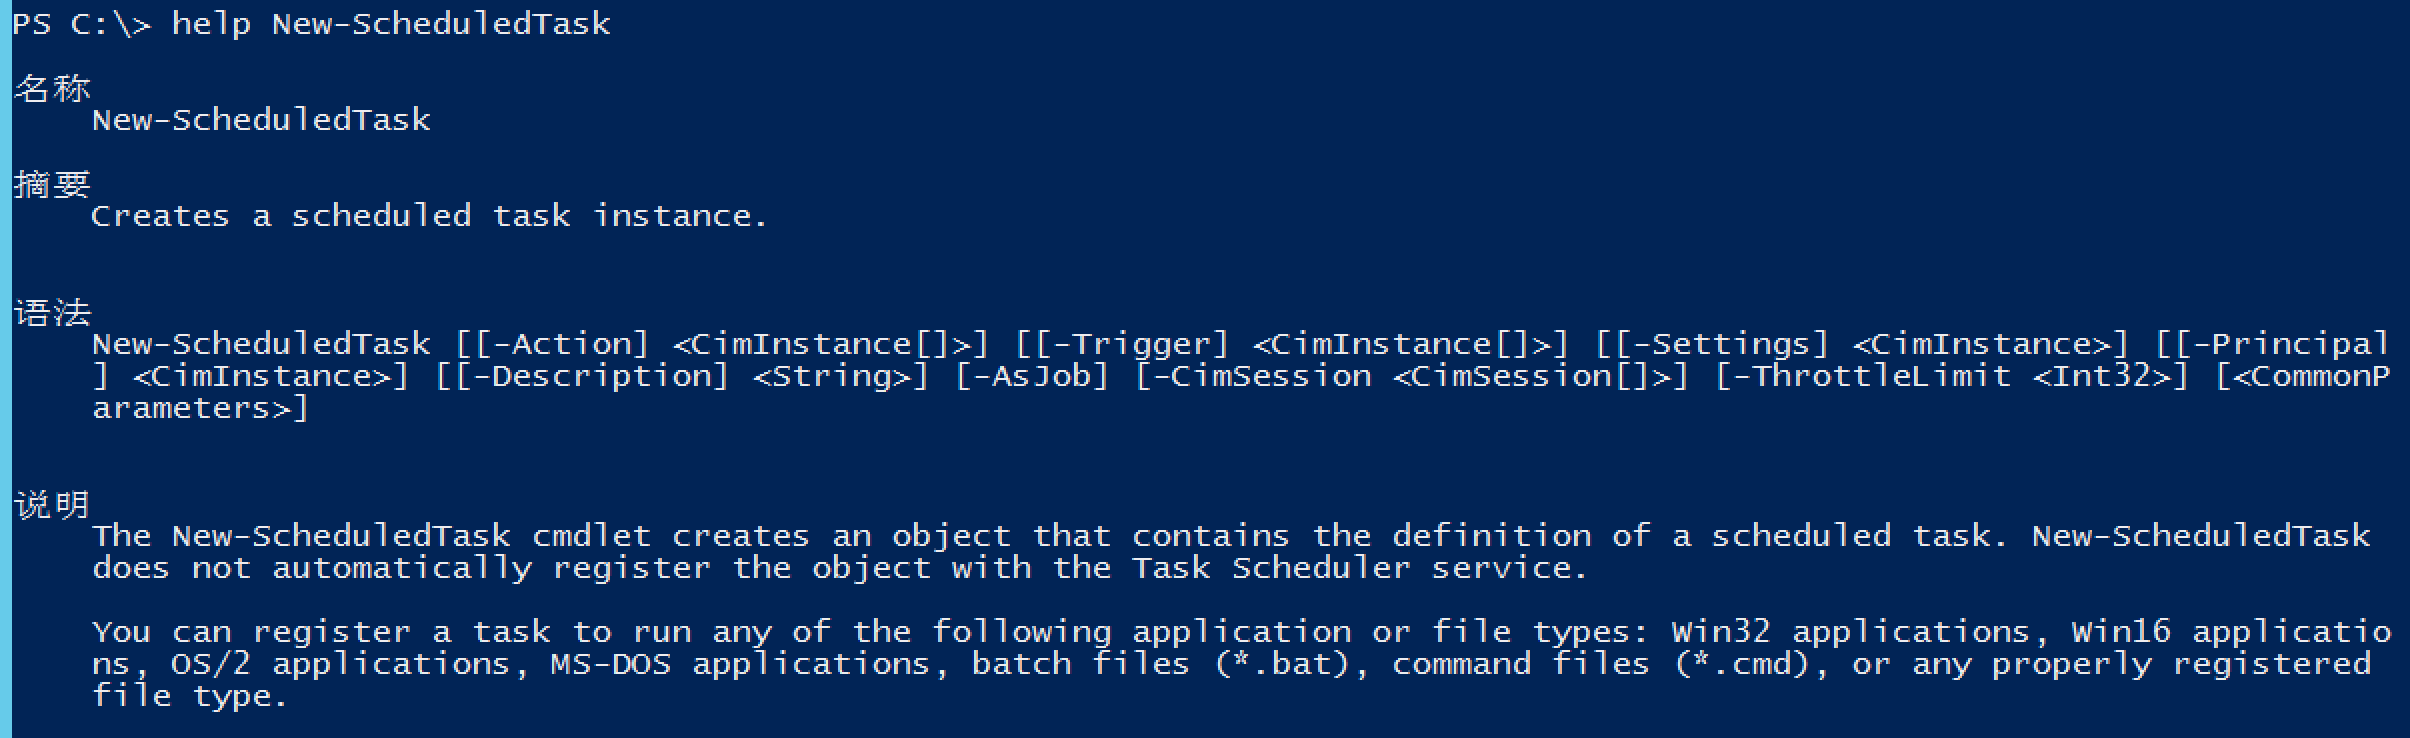 PS C:\> help New-ScheduledTask
名称
New-ScheduledTask
摘要
Creates a scheduled task instance.
语法
New-ScheduledTask [[-Action] <CimInstance[]>] [[-Trigger] <CimInstance[]>] [[-Settings] <CimInstance>] [[-Principal
] <CimInstance>] [[-Description] <String>] [-AsJob] [-CimSession <CimSession[]>] [-ThrottleLimit <Int32>] [<CommonP
arameters>]
说明
The New-ScheduledTask cmdlet creates an object that contains the definition of a scheduled task. New-ScheduledTask
does not automatically register the object with the Task Scheduler service.
You can register a task to run any of the following application or file types: Win32 applications, Win16 applicatio
ns, OS/2 applications, MS-DOS applications, batch files (*.bat), command files (*.cmd), or any properly registered
file type.